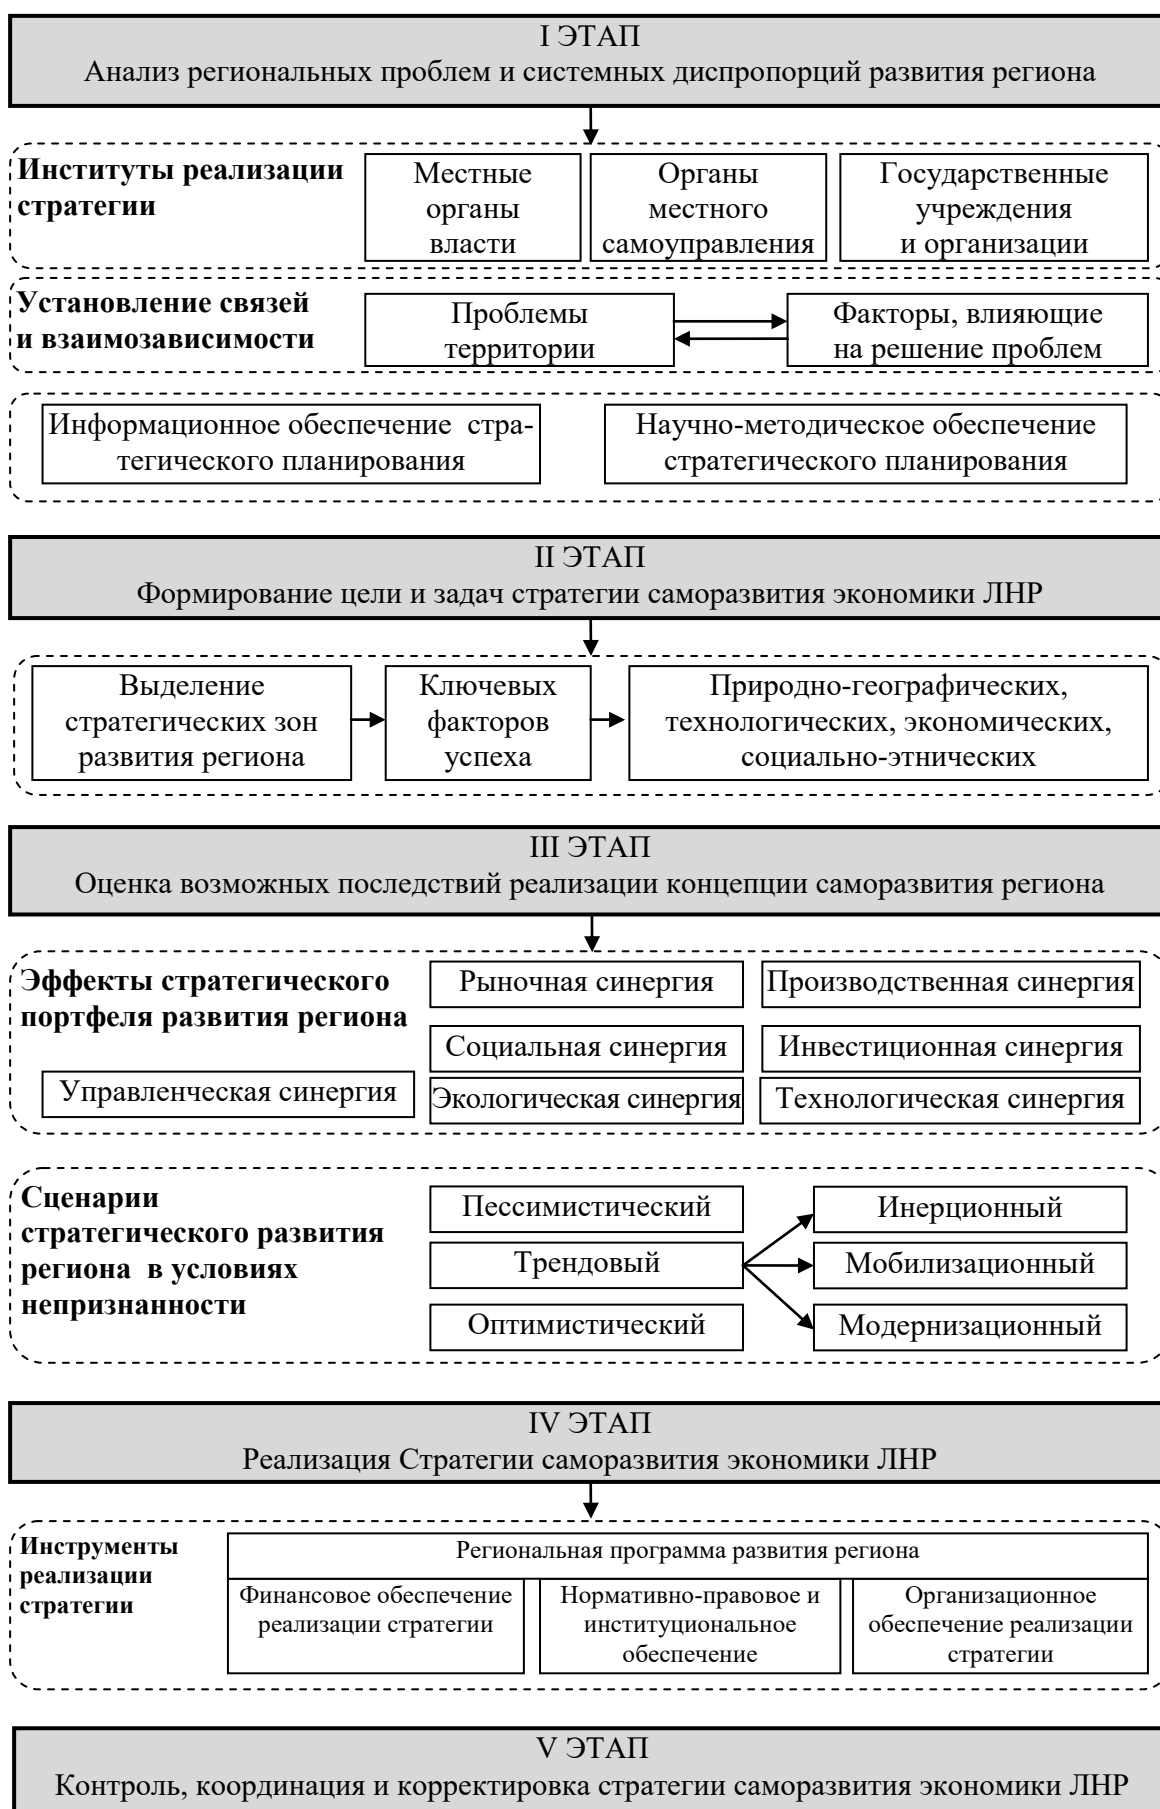 I ЭТАП
Анализ региональных проблем и системных диспропорций развития региона
Институты реализации
стратегии
Местные
органы
власти
Органы
местного
самоуправления
Государственные
учреждения
и организации
Установление связей
и взаимозависимости
Проблемы
территории
Факторы, влияющие
на решение проблем
Информационное обеспечение стра-
тегического планирования
Научно-методическое обеспечение
стратегического планирования
II ЭТАП
Формирование цели и задач стратегии саморазвития экономики ЛНР
Выделение
стратегических зон
развития региона
Ключевых
факторов
успеха
Природно-географических,
технологических, экономических,
социально-этнических
III ЭТАП
Оценка возможных последствий реализации концепции саморазвития региона
Эффекты стратегического
портфеля развития региона
Рыночная синергия
Производственная синергия
Социальная синергия
Инвестиционная синергия
Управленческая синергия
Экологическая синергия
Технологическая синергия
Сценарии
стратегического развития
региона в условиях
непризнанности
Пессимистический
Инерционный
Трендовый
Мобилизационный
Оптимистический
Модернизационный
IV ЭТАП
Реализация Стратегии саморазвития экономики ЛНР
Инструменты
реализации
стратегии
Региональная программа развития региона
Финансовое обеспечение
реализации стратегии
Нормативно-правовое и
институциональное
обеспечение
Организационное
обеспечение реализации
стратегии
V ЭТАП
Контроль, координация и корректировка стратегии саморазвития экономики ЛНР